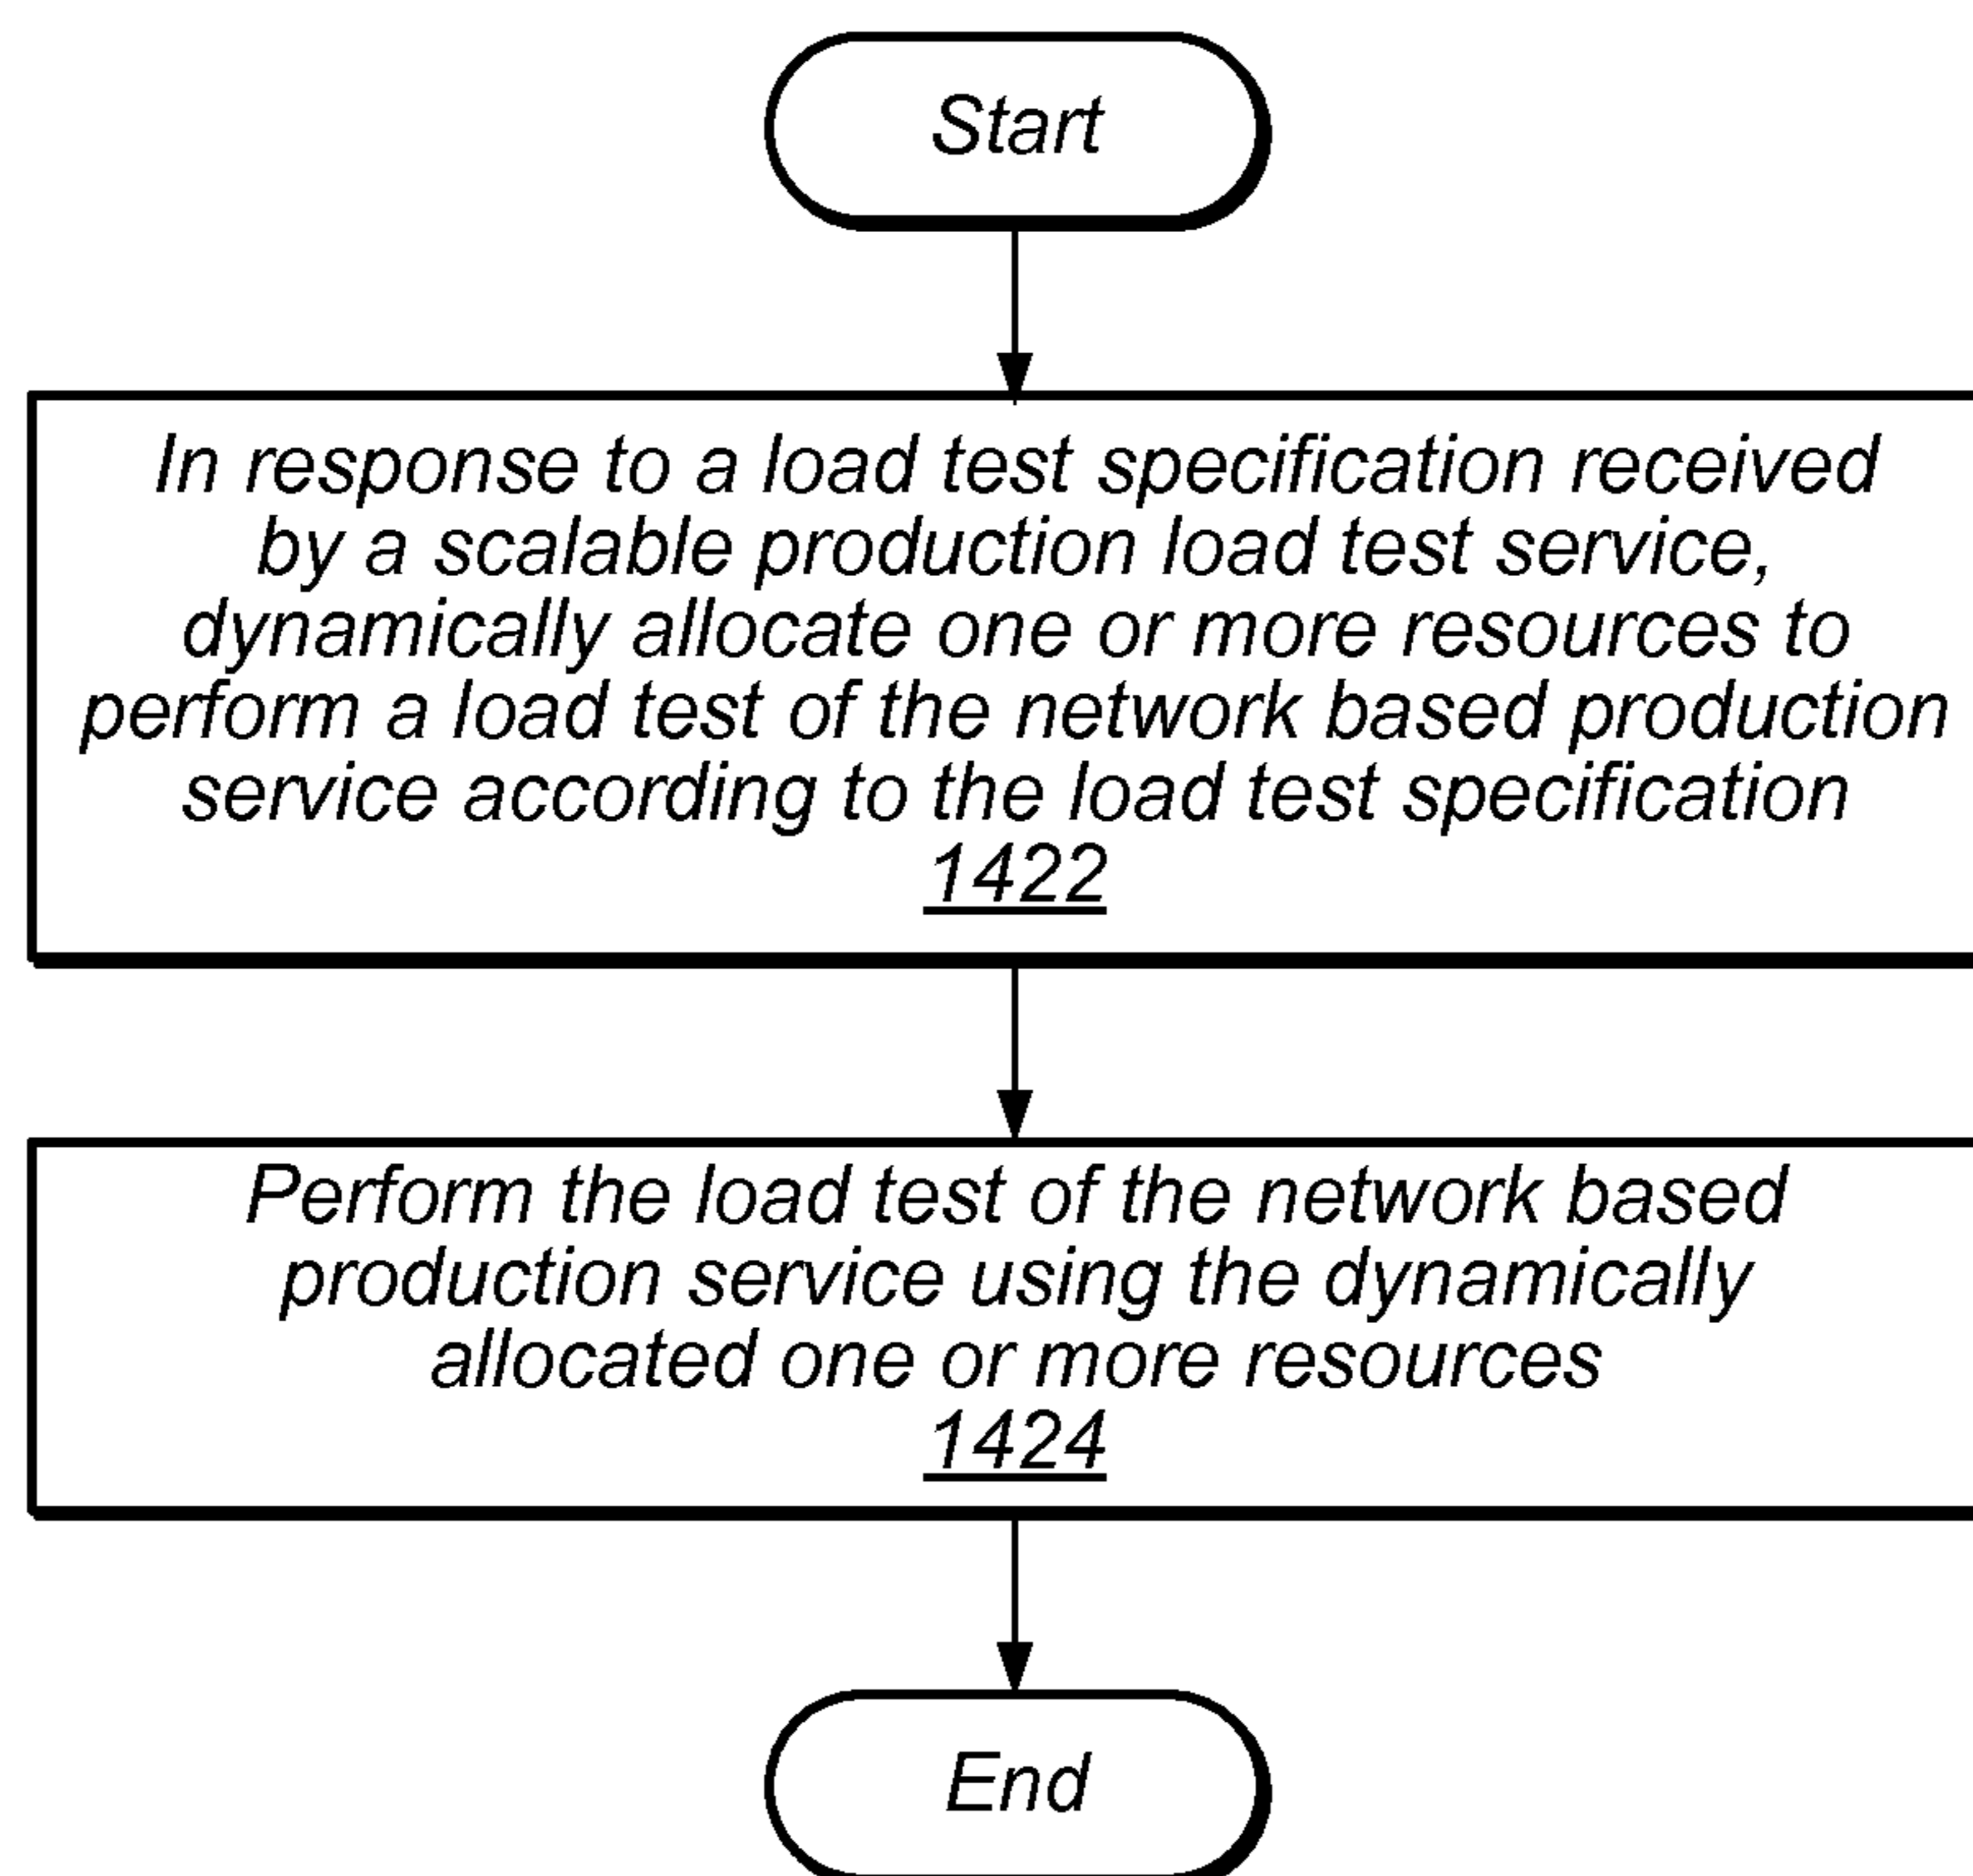 Start
In response to a load test specification received
by a scalable production load test service,
dynamically allocate one or more resources to
perform a load test of the network based production
service according to the load test specification
1422
Perform the load test of the network based
production service using the dynamically
allocated one or more resources
1424
End